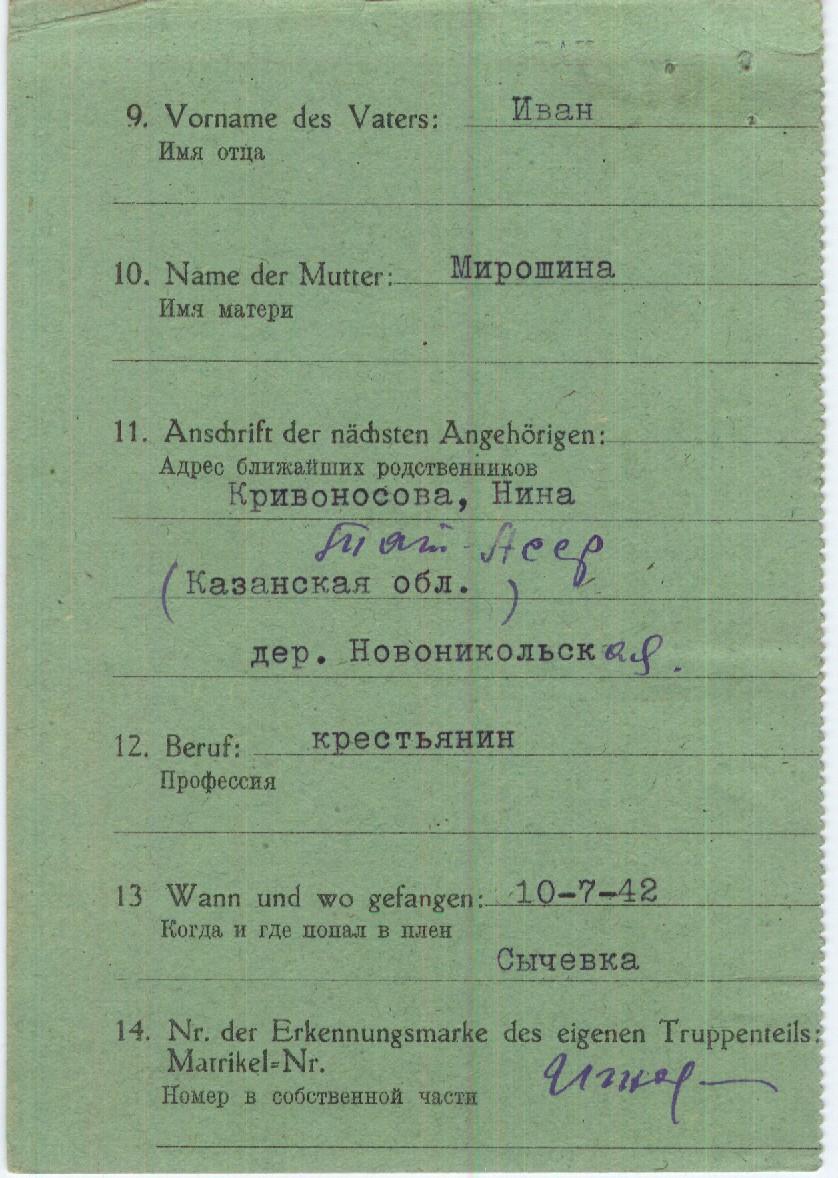 9. Vorname des Vaters: Иван
Имя отца
10. Name der Mutter: Мирошина
Имя матери
11. Anschrift der nächsten Angehörigen:
Адрес ближайших родственников
Кривоносова, Нина
Тат-Асср
(Казанская обл.)
дер. Новоникольская.
12. Beruf: крестьянин
Профессия
13 Wann und wo gefangen: 10-7-42
Когда и где попал в плен
Сычевка
14. Nr. der Erkennungsmarke des eigenen Truppenteils:
Matrikel=Nr.
Номер в собственной части